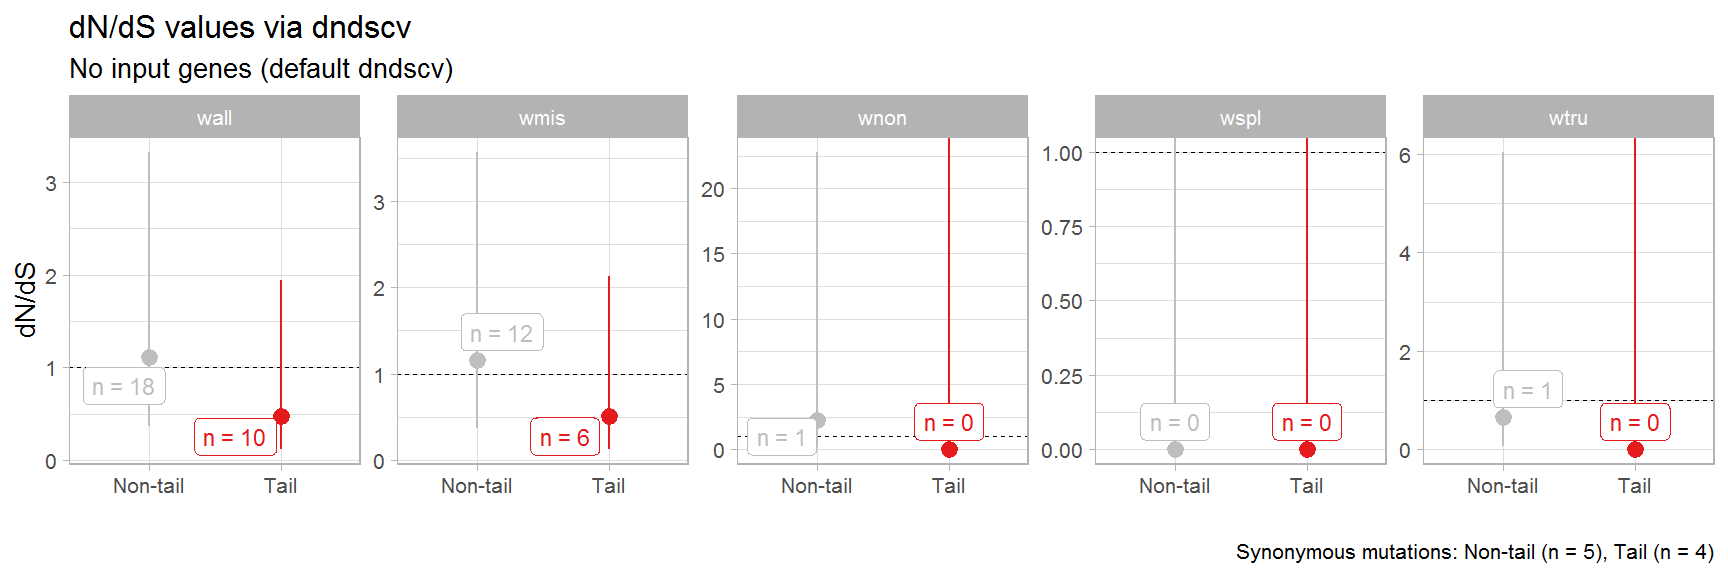 dN/dS values via dndscv
No input genes (default dndscv)
wall
wmis
wnon
wspl
wtru
dN/dS
3
2
1
0
n = 18
n = 10
Non-tail
Tail
3
2
1
0
n = 12
n = 6
Non-tail
Tail
20
15
10
5
0
n = 1
n = 0
Non-tail
Tail
1.00
0.75
0.50
0.25
0.00
n = 0
n = 0
Non-tail
Tail
6
4
2
0
n = 1
n = 0
Non-tail
Tail
Synonymous mutations: Non-tail (n = 5), Tail (n = 4)